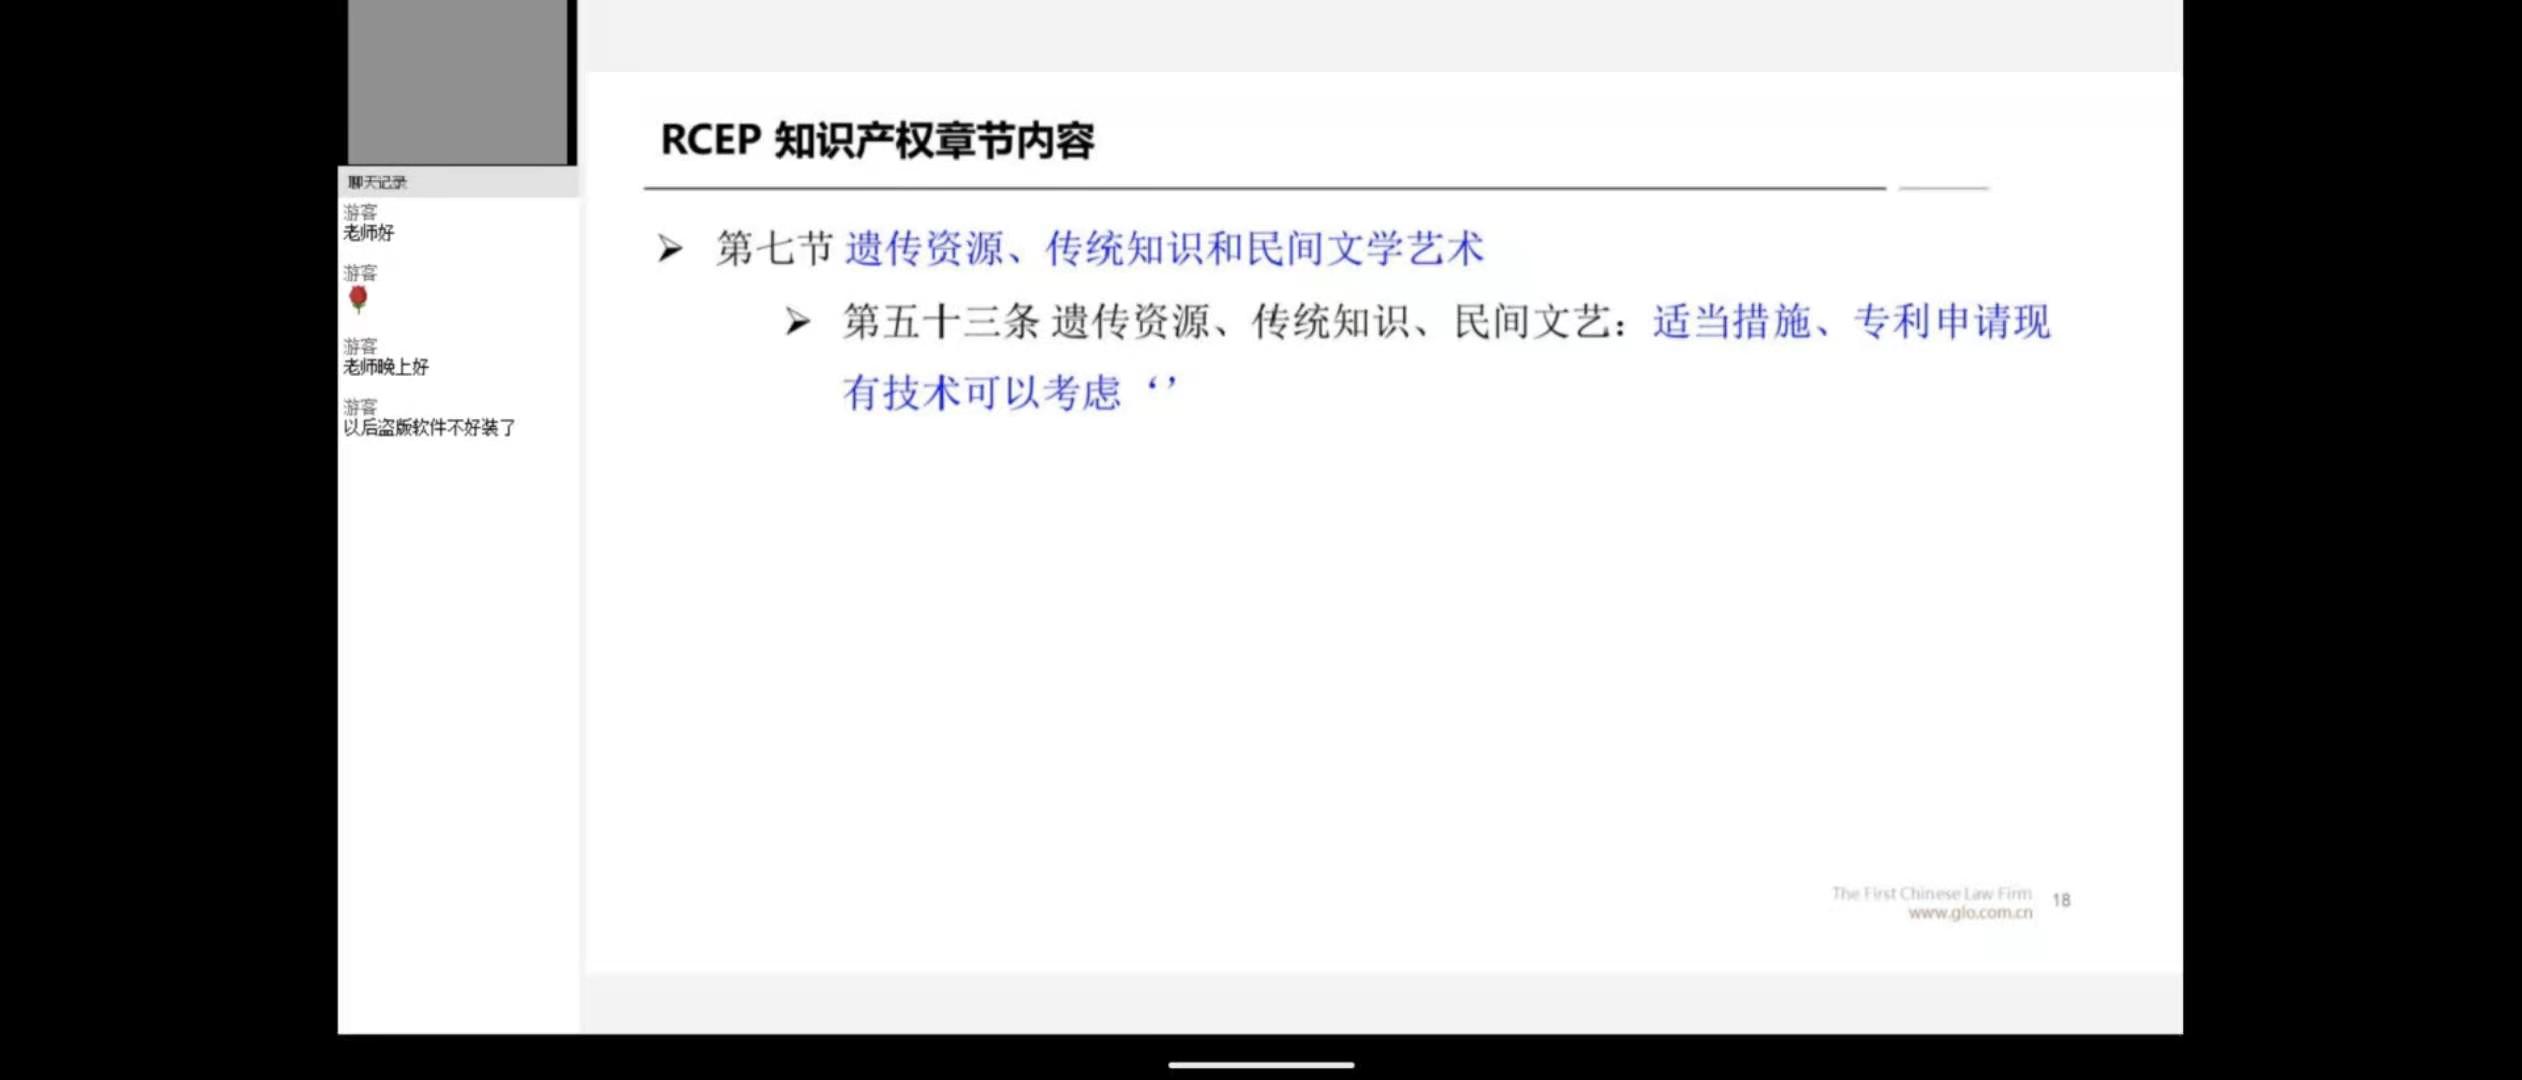 聊天记录
游客
老师好
游客
游客
老师晚上好
游客
以后盗版软件不好装了
RCEP 知识产权章节内容
第七节 遗传资源、传统知识和民间文学艺术
第五十三条 遗传资源、传统知识、民间文艺：适当措施、专利申请现
有技术可以考虑 ‘’
The First Chinese Law Firm
www.glo.com.cn
18